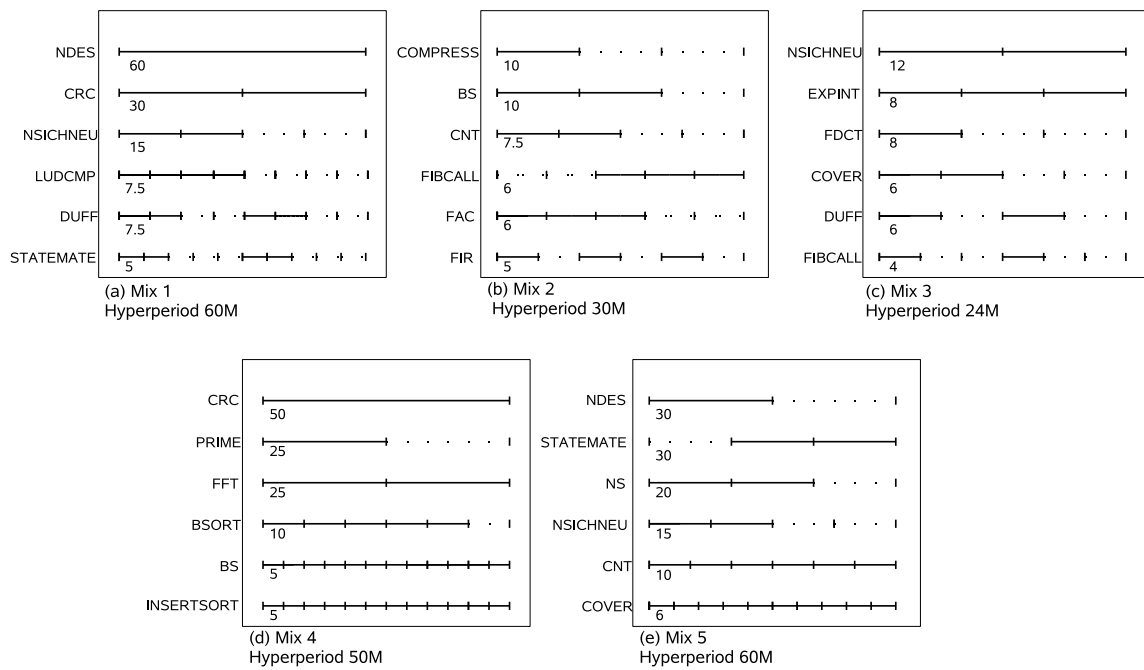 NDES
60
CRC
30
NSICHNEU
15
LUDCMP
7.5
DUFF
7.5
STATEMATE
5
(a) Mix 1
Hyperperiod 60M
COMPRESS
10
BS
10
CNT
7.5
FIBCALL
6
FAC
6
FIR
5
(b) Mix 2
Hyperperiod 30M
NSICHNEU
12
EXPINT
8
FDCT
8
COVER
6
DUFF
6
FIBCALL
4
(c) Mix 3
Hyperperiod 24M
CRC
50
PRIME
25
FFT
25
BSORT
10
BS
5
INSERTSORT
5
(d) Mix 4
Hyperperiod 50M
NDES
30
STATEMATE
30
NS
20
NSICHNEU
15
CNT
10
COVER
6
(e) Mix 5
Hyperperiod 60M